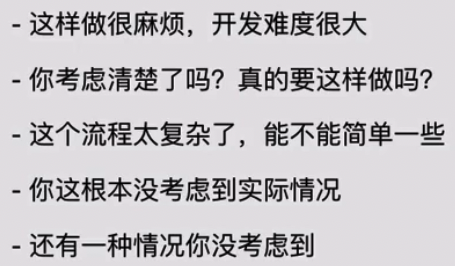 - 这样做很麻烦，开发难度很大
- 你考虑清楚了吗？真的要这样做吗？
- 这个流程太复杂了，能不能简单一些
- 你这根本没考虑到实际情况
- 还有一种情况你没考虑到